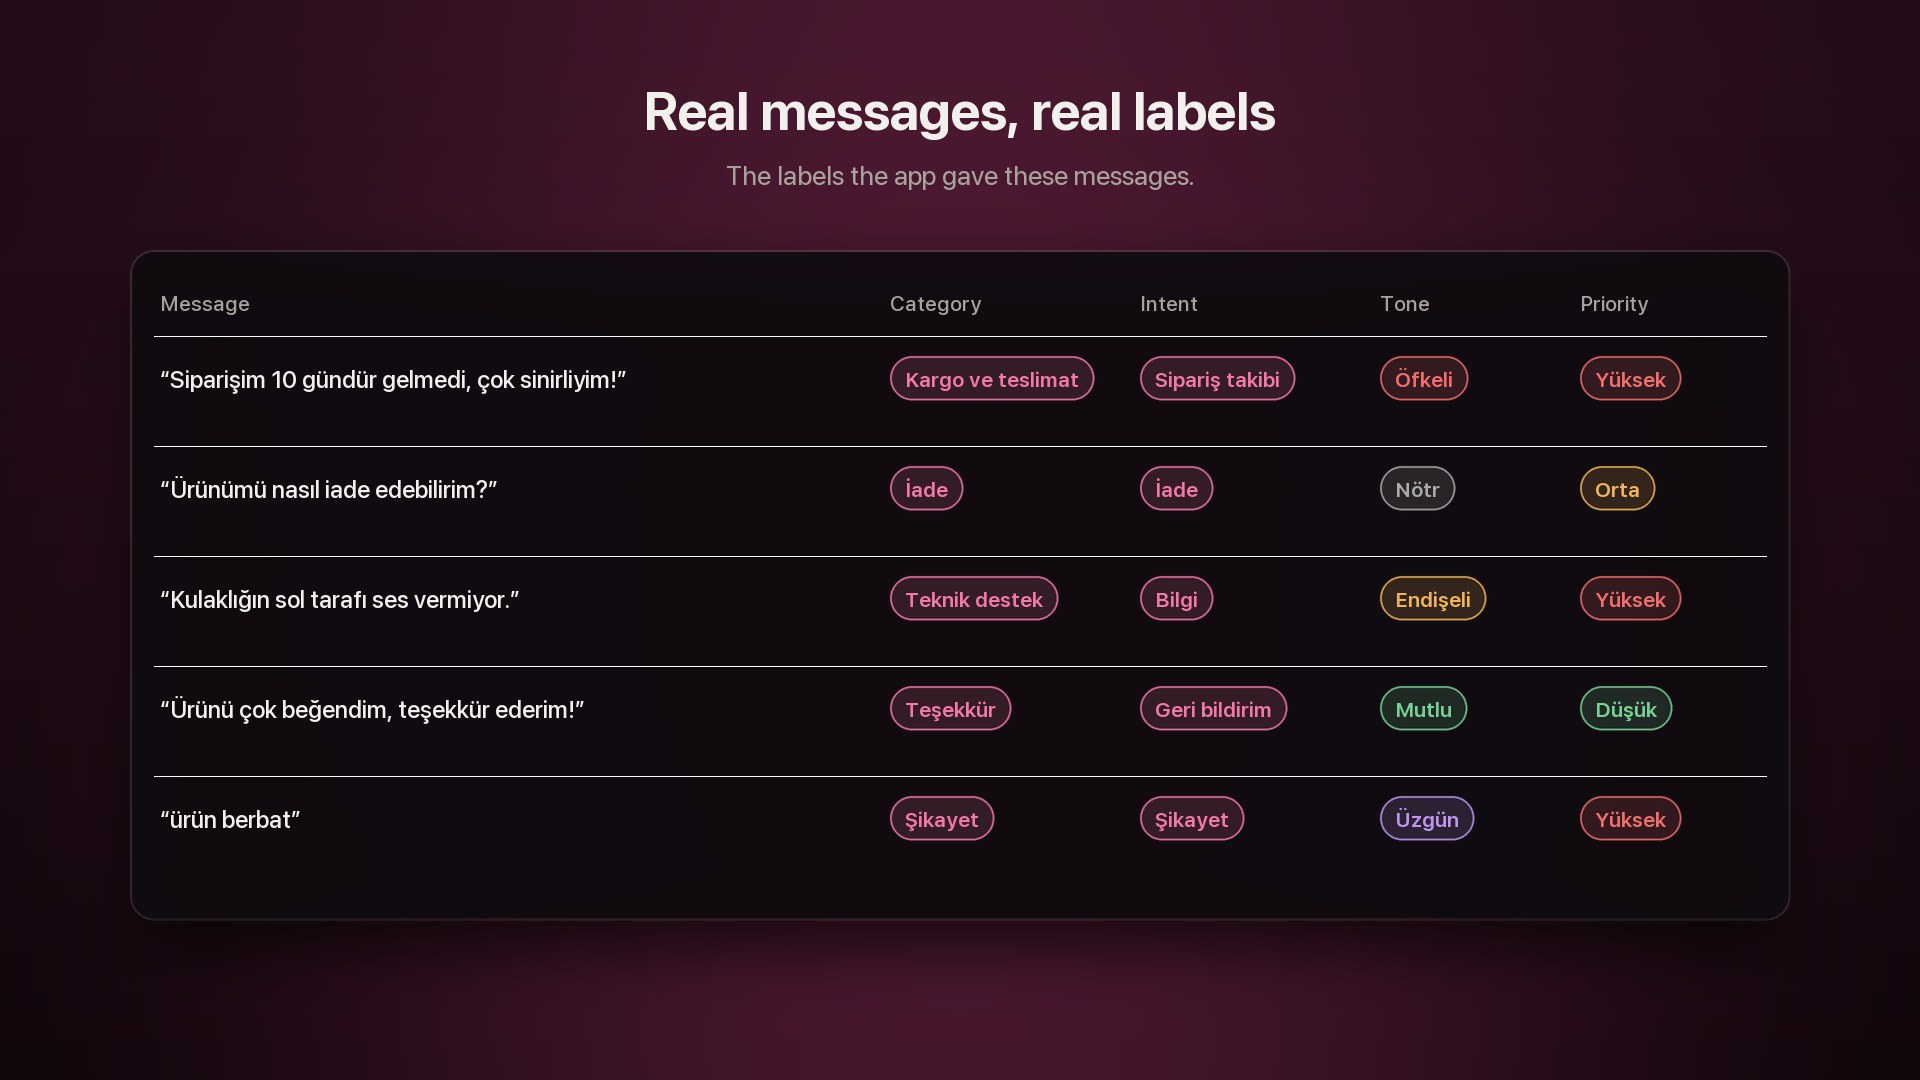 Real messages, real labels
The labels the app gave these messages.
Message Category Intent Tone Priority
“Siparişim 10 gündür gelmedi, çok sinirliyim!” Kargo ve teslimat Sipariş takibi Öfkeli Yüksek
“Ürünümü nasıl iade edebilirim?” İade İade Nötr Orta
“Kulaklığın sol tarafı ses vermiyor.” Teknik destek Bilgi Endişeli Yüksek
“Ürünü çok beğendim, teşekkür ederim!” Teşekkür Geri bildirim Mutlu Düşük
“ürün berbat” Şikayet Şikayet Üzgün Yüksek